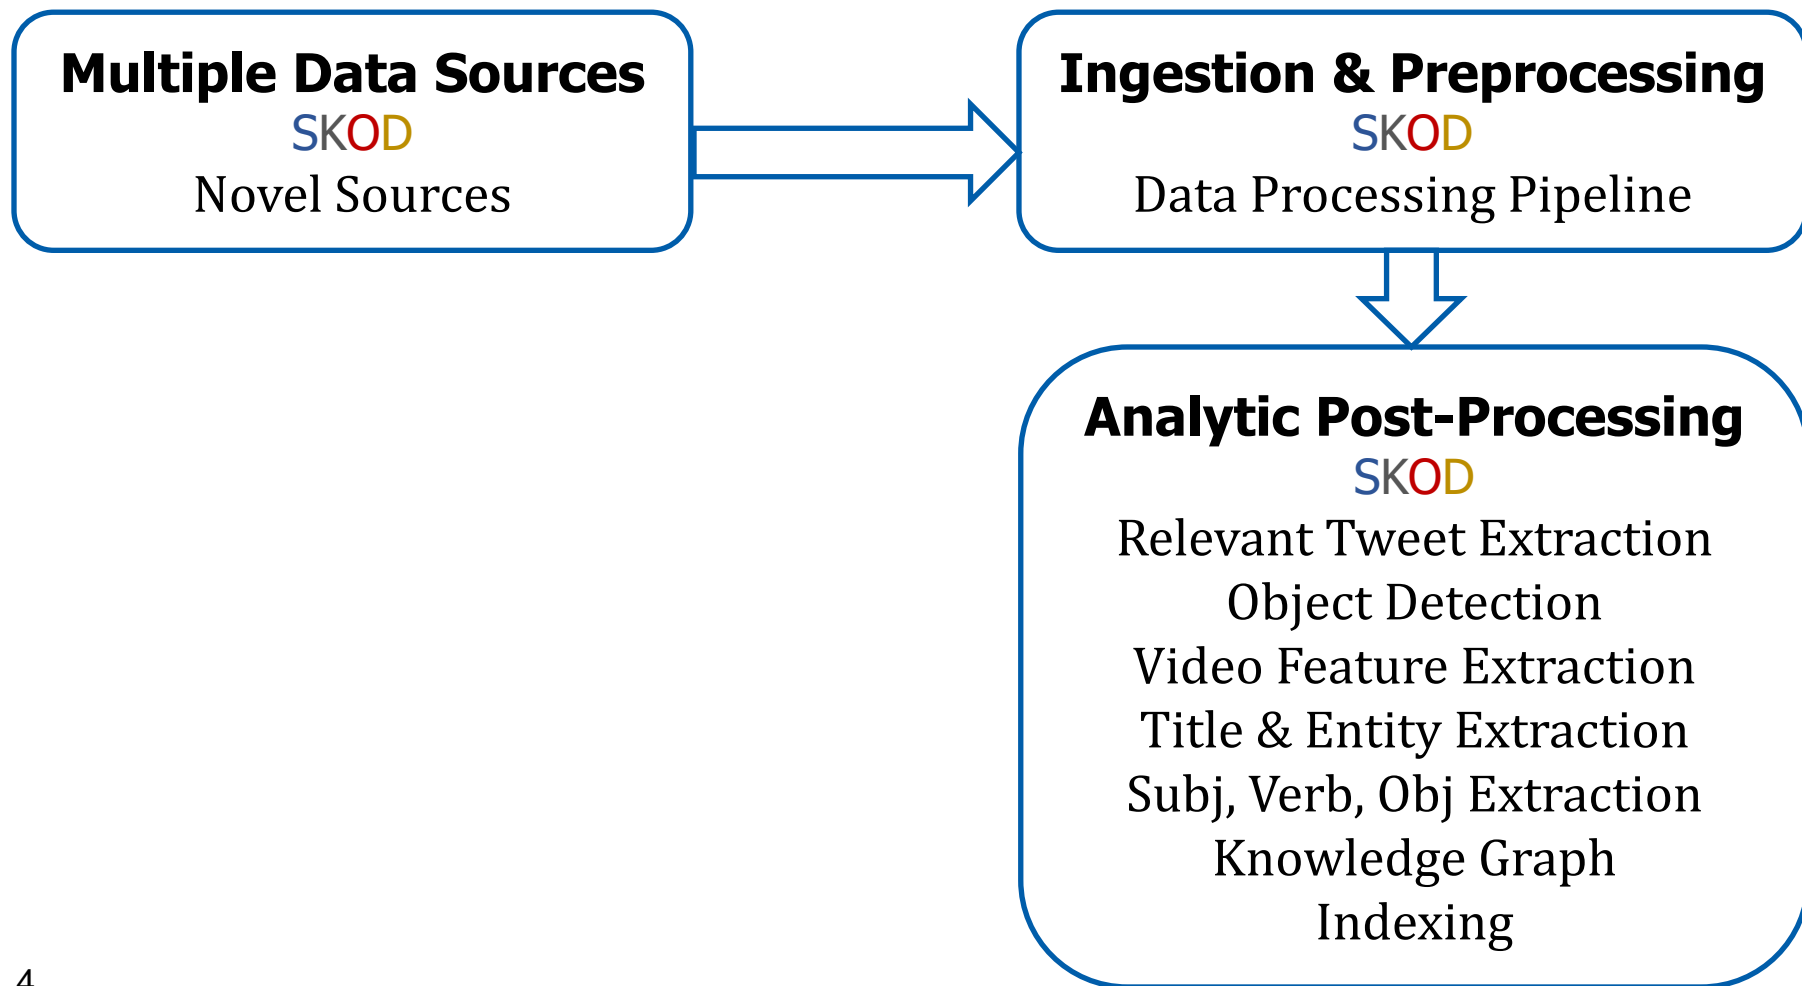 Multiple Data Sources
SKOD
Novel Sources
Ingestion & Preprocessing
SKOD
Data Processing Pipeline
Analytic Post-Processing
SKOD
Relevant Tweet Extraction
Object Detection
Video Feature Extraction
Title & Entity Extraction
Subj, Verb, Obj Extraction
Knowledge Graph
Indexing
4